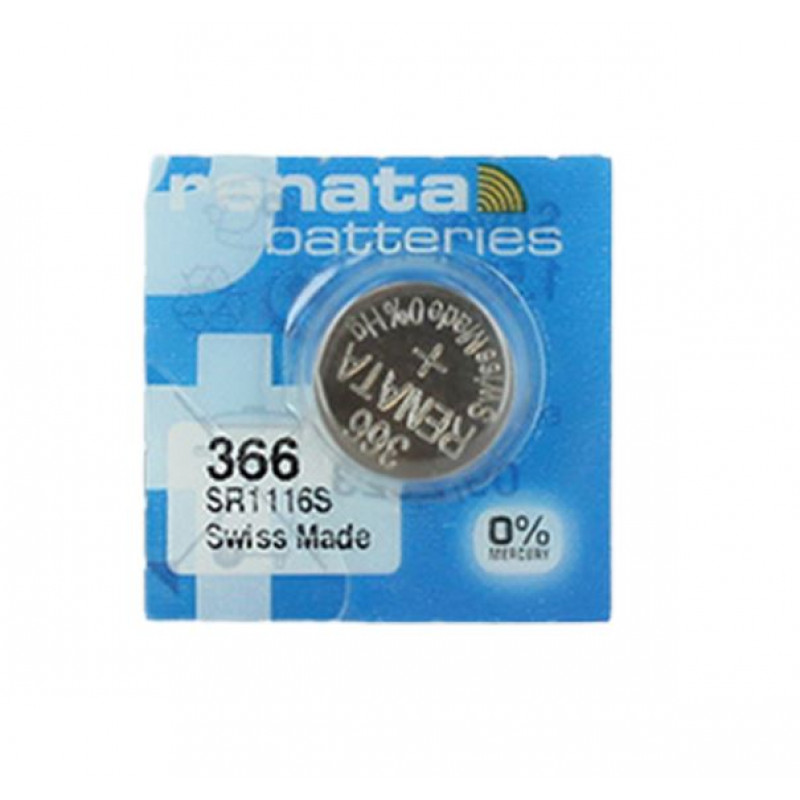 renata
batteries
Swiss Made 0% Hg
+
RENATA
366
366
SR1116S
Swiss Made
0%
MERCURY